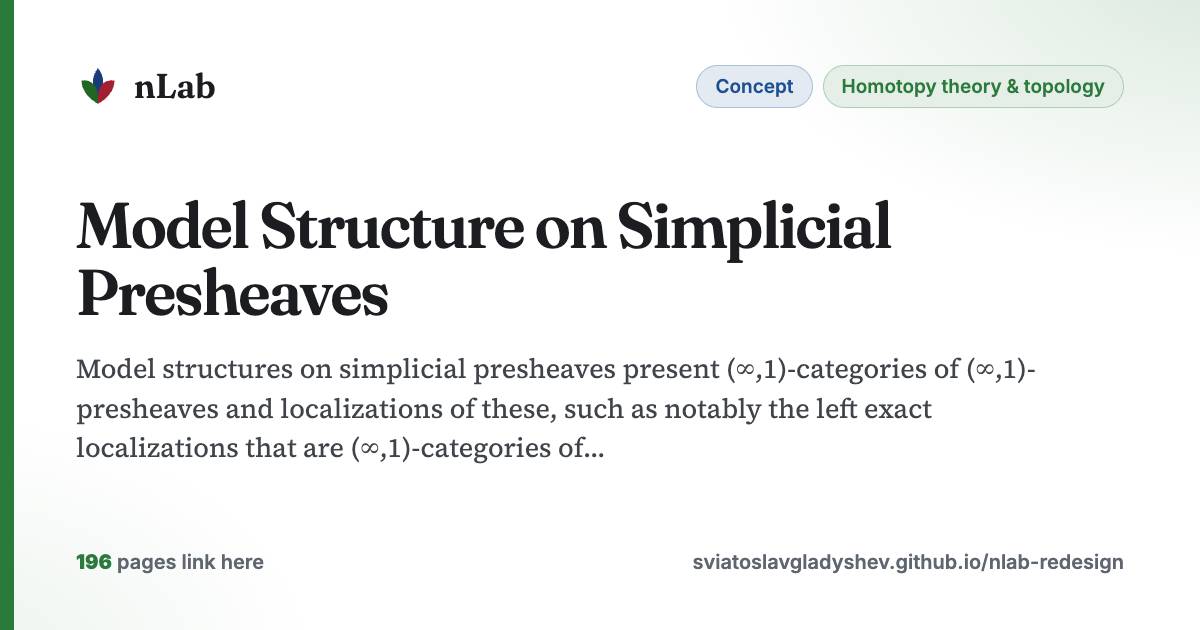 nLab
Concept
Homotopy theory & topology
Model Structure on Simplicial
Presheaves
Model structures on simplicial presheaves present (∞,1)-categories of (∞,1)-
presheaves and localizations of these, such as notably the left exact
localizations that are (∞,1)-categories of...
196 pages link here
sviatoslavgladyshev.github.io/nlab-redesign